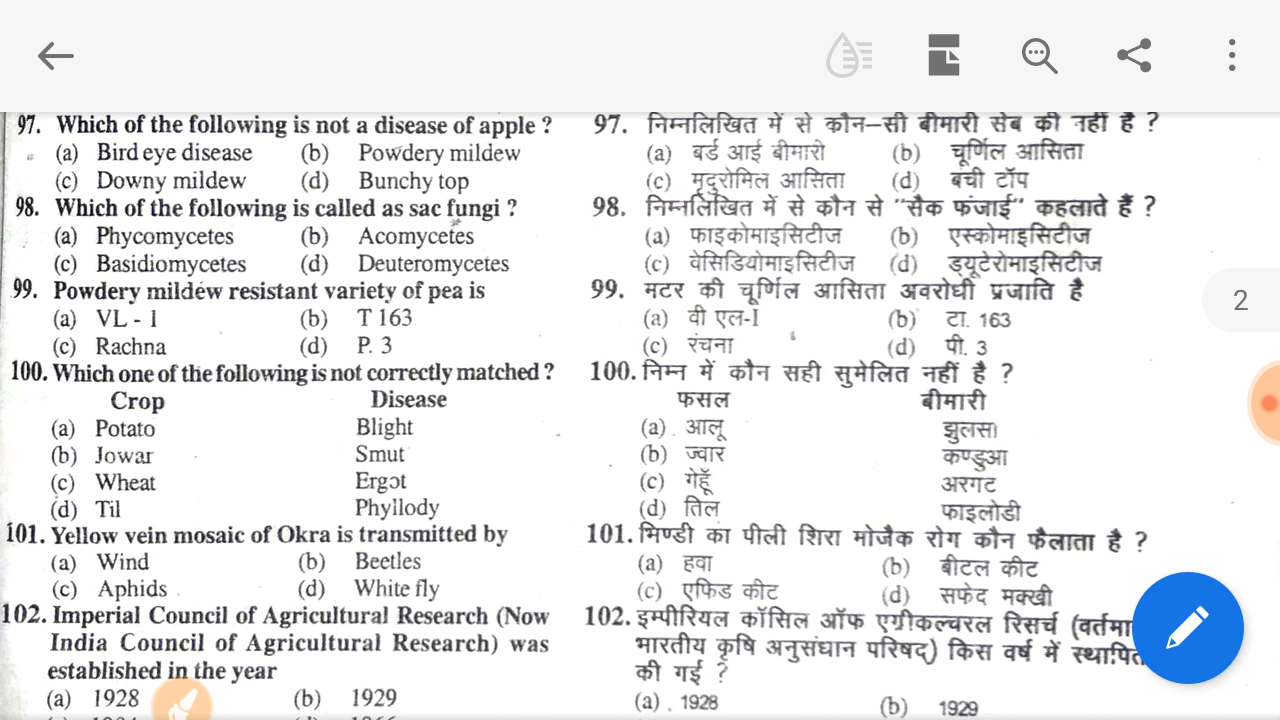 97. Which of the following is not a disease of apple ?
(a) Bird eye disease (b) Powdery mildew
(c) Downy mildew (d) Bunchy top
98. Which of the following is called as sac fungi ?
(a) Phycomycetes (b) Acomycetes
(c) Basidiomycetes (d) Deuteromycetes
99. Powdery mildew resistant variety of pea is
(a) VL - 1 (b) T 163
(c) Rachna (d) P. 3
100. Which one of the following is not correctly matched ?
Crop Disease
(a) Potato Blight
(b) Jowar Smut
(c) Wheat Ergot
(d) Til Phyllody
101. Yellow vein mosaic of Okra is transmitted by
(a) Wind (b) Beetles
(c) Aphids (d) White fly
102. Imperial Council of Agricultural Research (Now
India Council of Agricultural Research) was
established in the year
(a) 1928 (b) 1929
97. निम्नलिखित में से कौन–सी बीमारी सेब की नहीं है ?
(a) बर्ड आई बीमारी (b) चूर्णिल आसिता
(c) मृदुरोमिल आसिता (d) बंची टॉप
98. निम्नलिखित में से कौन से "सैक फंजाई" कहलाते हैं ?
(a) फाइकोमाइसिटीज (b) एस्कोमाइसिटीज
(c) वेसिडियोमाइसिटीज (d) ड्यूटेरोमाइसिटीज
99. मटर की चूर्णिल आसिता अवरोधी प्रजाति है
(a) वी एल-I (b) टा. 163
(c) रंचना (d) पी. 3
100. निम्न में कौन सही सुमेलित नहीं है ?
फसल बीमारी
(a) आलू झुलसा
(b) ज्वार कण्डुआ
(c) गेहूँ अरगट
(d) तिल फाइलोडी
101. भिण्डी का पीली शिरा मोजैक रोग कौन फैलाता है ?
(a) हवा (b) बीटल कीट
(c) एफिड कीट (d) सफेद मक्खी
102. इम्पीरियल कॉसिल ऑफ एग्रीकल्चरल रिसर्च (वर्तमा
भारतीय कृषि अनुसंधान परिषद्) किस वर्ष में स्थापित
की गई ?
(a) . 1928 (b) 1929
2